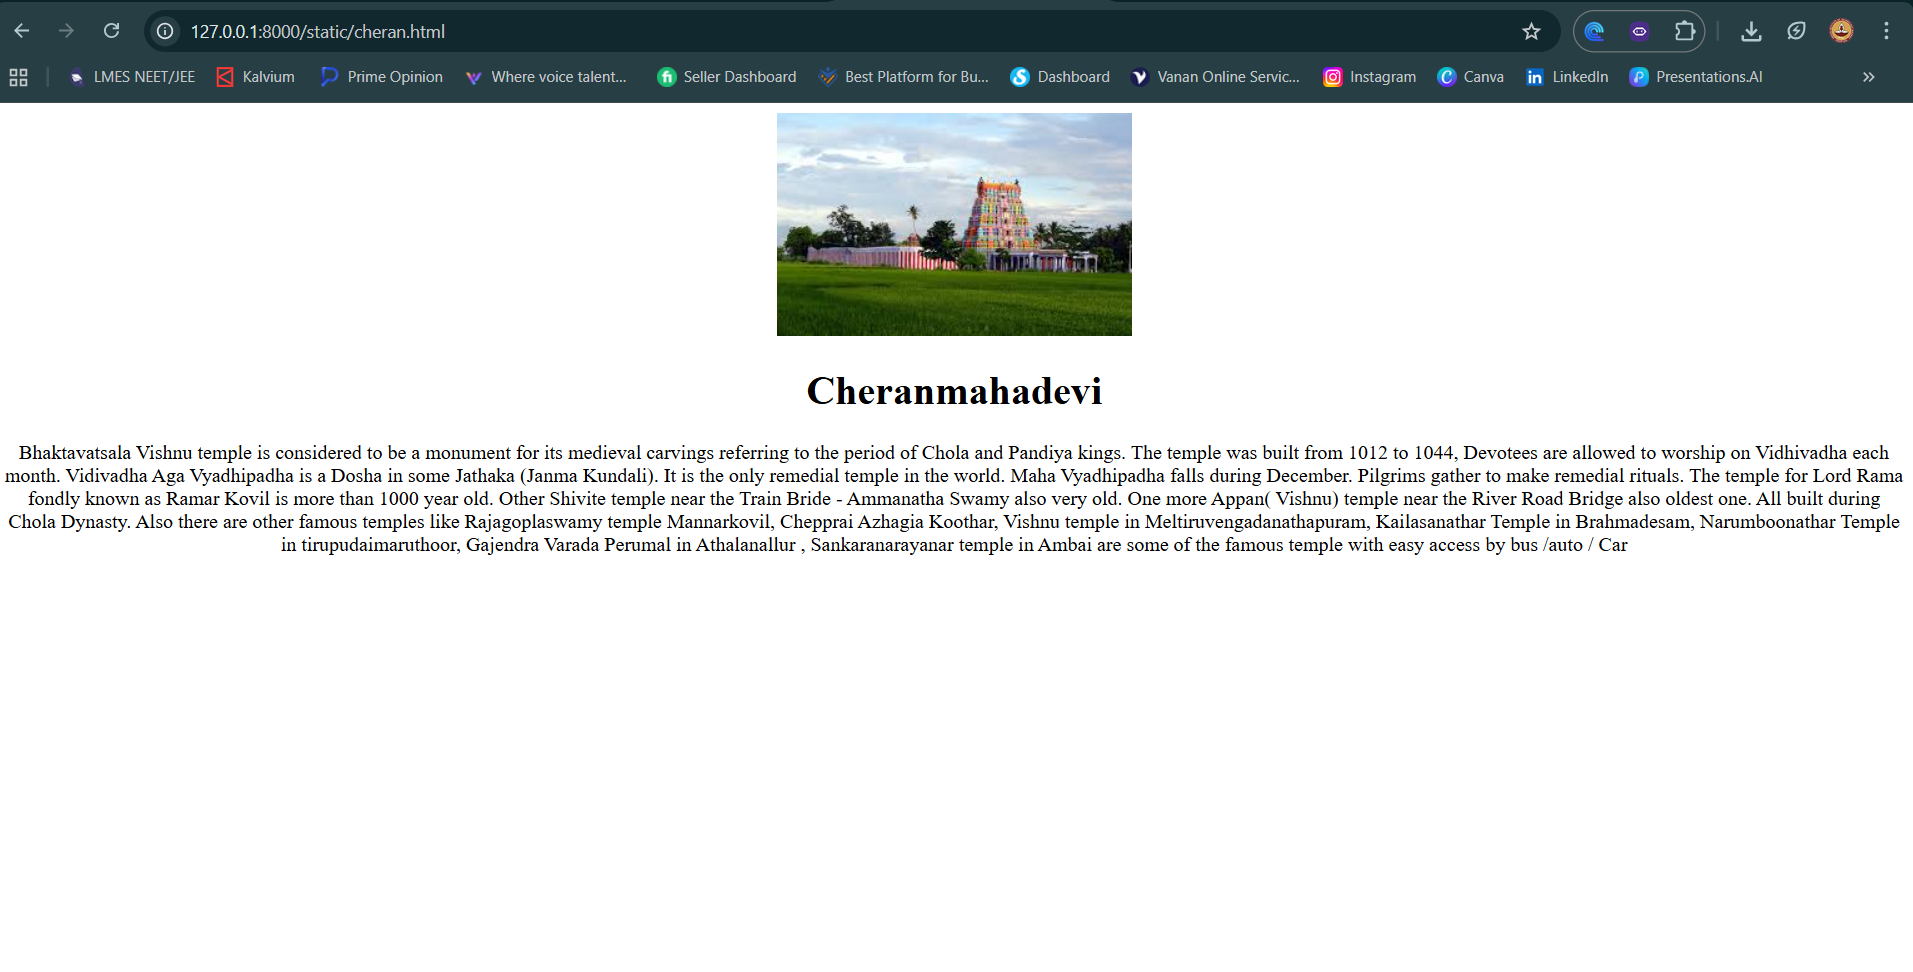 127.0.0.1:8000/static/cheran.html
LMES NEET/JEE Kalvium Prime Opinion Where voice talent... Seller Dashboard Best Platform for Bu... Dashboard Vanan Online Servic... Instagram Canva LinkedIn Presentations.AI
Cheranmahadevi
Bhaktavatsala Vishnu temple is considered to be a monument for its medieval carvings referring to the period of Chola and Pandiya kings. The temple was built from 1012 to 1044, Devotees are allowed to worship on Vidhivadha each
month. Vidivadha Aga Vyadhipadha is a Dosha in some Jathaka (Janma Kundali). It is the only remedial temple in the world. Maha Vyadhipadha falls during December. Pilgrims gather to make remedial rituals. The temple for Lord Rama
fondly known as Ramar Kovil is more than 1000 year old. Other Shivite temple near the Train Bride - Ammanatha Swamy also very old. One more Appan( Vishnu) temple near the River Road Bridge also oldest one. All built during
Chola Dynasty. Also there are other famous temples like Rajagoplaswamy temple Mannarkovil, Chepprai Azhagia Koothar, Vishnu temple in Meltiruvengadanathapuram, Kailasanathar Temple in Brahmadesam, Narumboonathar Temple
in tirupudaimaruthoor, Gajendra Varada Perumal in Athalanallur , Sankaranarayanar temple in Ambai are some of the famous temple with easy access by bus /auto / Car